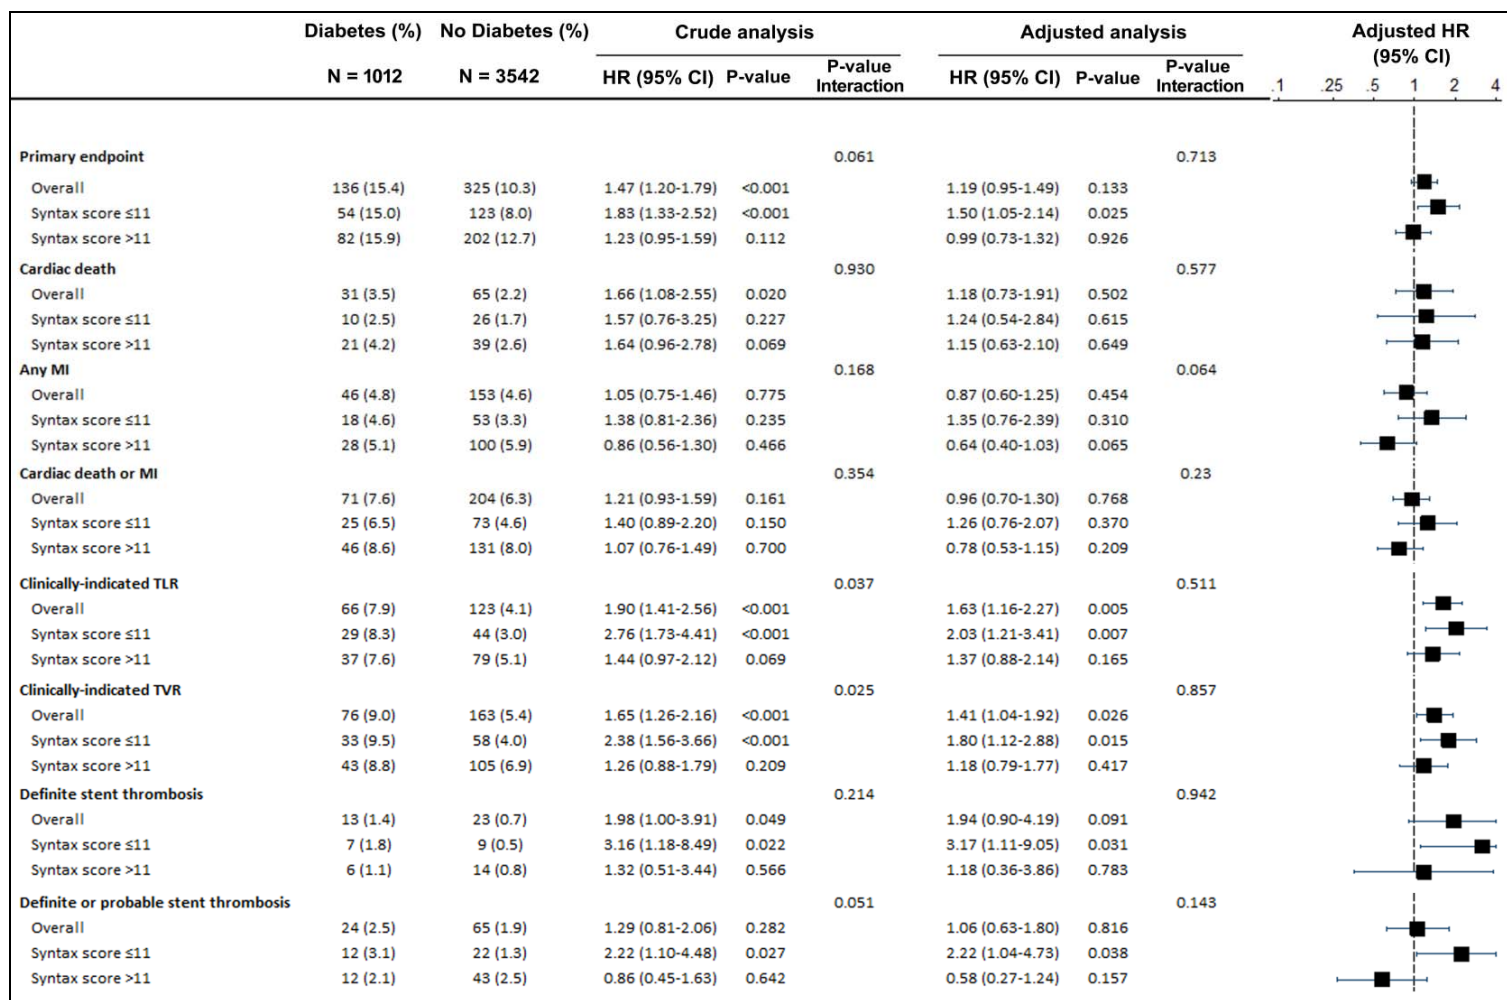 Diabetes (%) No Diabetes (%) Crude analysis Adjusted analysis Adjusted HR
(95% CI)
N = 1012 N = 3542 HR (95% CI) P-value P-value Interaction HR (95% CI) P-value P-value Interaction
.1 .25 .5 1 2 4
Primary endpoint 0.061 0.713
Overall 136 (15.4) 325 (10.3) 1.47 (1.20-1.79) <0.001 1.19 (0.95-1.49) 0.133
Syntax score ≤11 54 (15.0) 123 (8.0) 1.83 (1.33-2.52) <0.001 1.50 (1.05-2.14) 0.025
Syntax score >11 82 (15.9) 202 (12.7) 1.23 (0.95-1.59) 0.112 0.99 (0.73-1.32) 0.926
Cardiac death 0.930 0.577
Overall 31 (3.5) 65 (2.2) 1.66 (1.08-2.55) 0.020 1.18 (0.73-1.91) 0.502
Syntax score ≤11 10 (2.5) 26 (1.7) 1.57 (0.76-3.25) 0.227 1.24 (0.54-2.84) 0.615
Syntax score >11 21 (4.2) 39 (2.6) 1.64 (0.96-2.78) 0.069 1.15 (0.63-2.10) 0.649
Any MI 0.168 0.064
Overall 46 (4.8) 153 (4.6) 1.05 (0.75-1.46) 0.775 0.87 (0.60-1.25) 0.454
Syntax score ≤11 18 (4.6) 53 (3.3) 1.38 (0.81-2.36) 0.235 1.35 (0.76-2.39) 0.310
Syntax score >11 28 (5.1) 100 (5.9) 0.86 (0.56-1.30) 0.466 0.64 (0.40-1.03) 0.065
Cardiac death or MI 0.354 0.23
Overall 71 (7.6) 204 (6.3) 1.21 (0.93-1.59) 0.161 0.96 (0.70-1.30) 0.768
Syntax score ≤11 25 (6.5) 73 (4.6) 1.40 (0.89-2.20) 0.150 1.26 (0.76-2.07) 0.370
Syntax score >11 46 (8.6) 131 (8.0) 1.07 (0.76-1.49) 0.700 0.78 (0.53-1.15) 0.209
Clinically-indicated TLR 0.037 0.511
Overall 66 (7.9) 123 (4.1) 1.90 (1.41-2.56) <0.001 1.63 (1.16-2.27) 0.005
Syntax score ≤11 29 (8.3) 44 (3.0) 2.76 (1.73-4.41) <0.001 2.03 (1.21-3.41) 0.007
Syntax score >11 37 (7.6) 79 (5.1) 1.44 (0.97-2.12) 0.069 1.37 (0.88-2.14) 0.165
Clinically-indicated TVR 0.025 0.857
Overall 76 (9.0) 163 (5.4) 1.65 (1.26-2.16) <0.001 1.41 (1.04-1.92) 0.026
Syntax score ≤11 33 (9.5) 58 (4.0) 2.38 (1.56-3.66) <0.001 1.80 (1.12-2.88) 0.015
Syntax score >11 43 (8.8) 105 (6.9) 1.26 (0.88-1.79) 0.209 1.18 (0.79-1.77) 0.417
Definite stent thrombosis 0.214 0.942
Overall 13 (1.4) 23 (0.7) 1.98 (1.00-3.91) 0.049 1.94 (0.90-4.19) 0.091
Syntax score ≤11 7 (1.8) 9 (0.5) 3.16 (1.18-8.49) 0.022 3.17 (1.11-9.05) 0.031
Syntax score >11 6 (1.1) 14 (0.8) 1.32 (0.51-3.44) 0.566 1.18 (0.36-3.86) 0.783
Definite or probable stent thrombosis 0.051 0.143
Overall 24 (2.5) 65 (1.9) 1.29 (0.81-2.06) 0.282 1.06 (0.63-1.80) 0.816
Syntax score ≤11 12 (3.1) 22 (1.3) 2.22 (1.10-4.48) 0.027 2.22 (1.04-4.73) 0.038
Syntax score >11 12 (2.1) 43 (2.5) 0.86 (0.45-1.63) 0.642 0.58 (0.27-1.24) 0.157